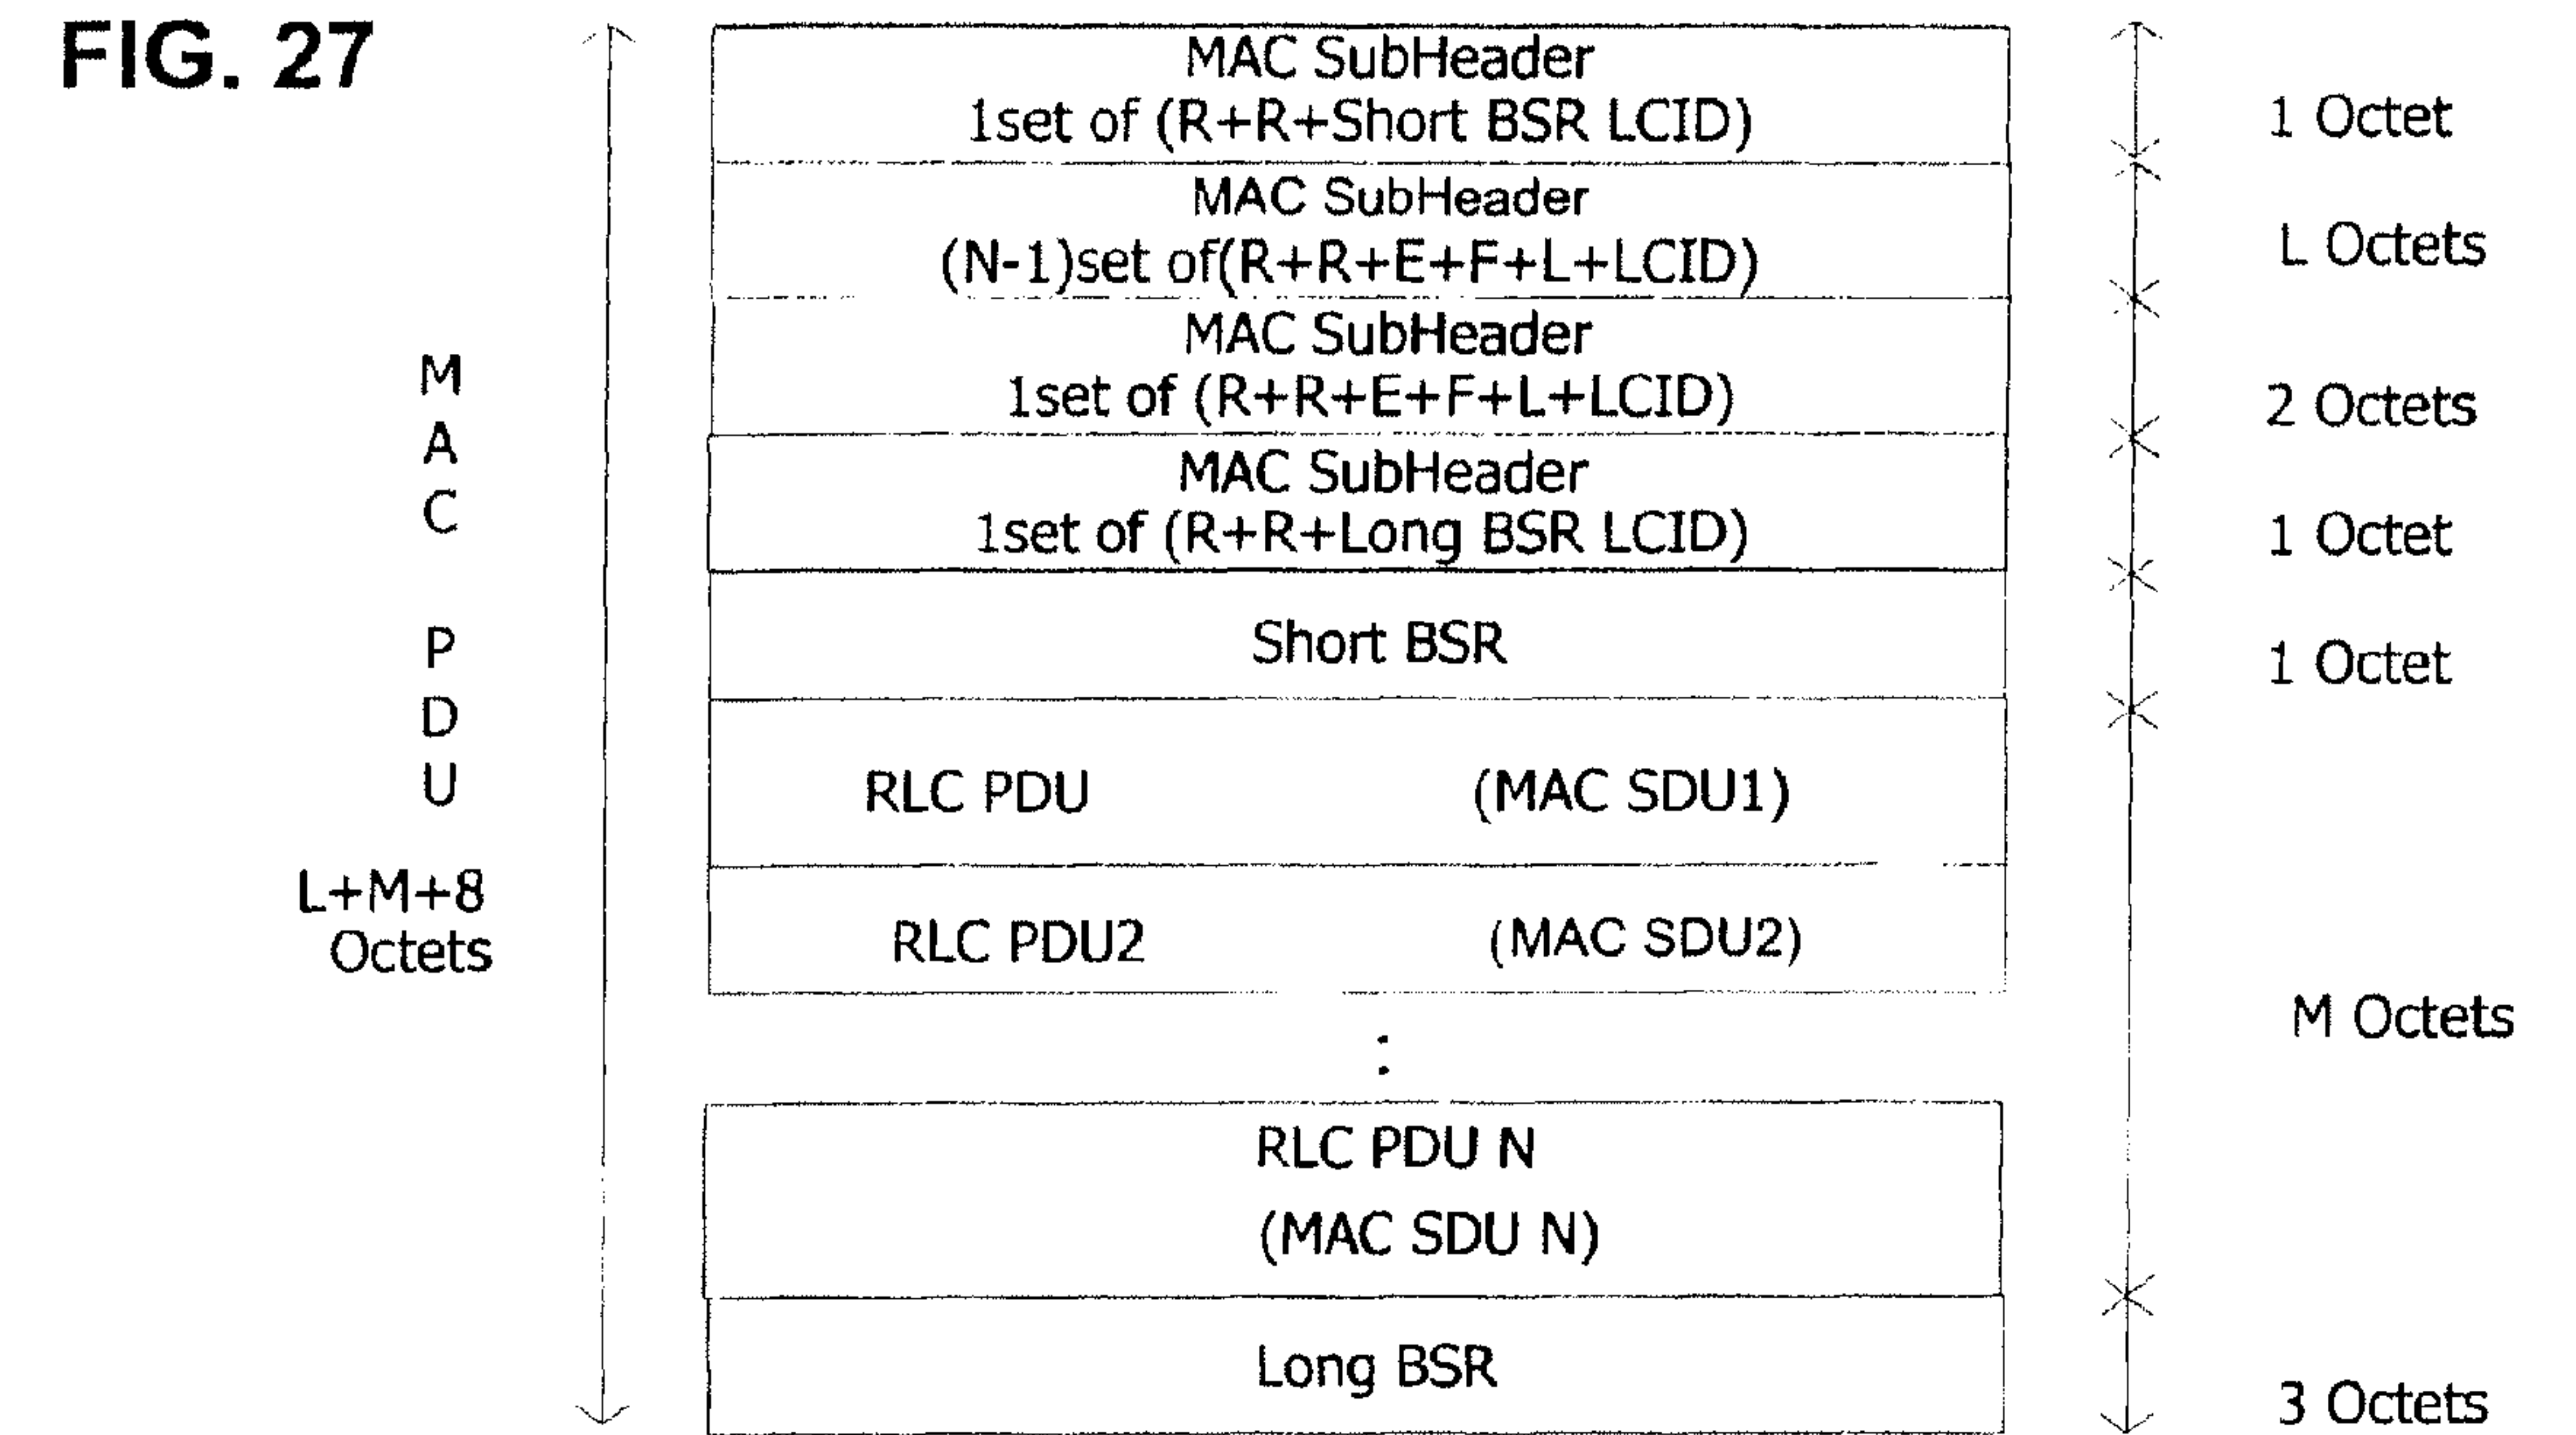 FIG. 27
MAC SubHeader
1set of (R+R+Short BSR LCID)
1 Octet
MAC SubHeader
(N-1)set of(R+R+E+F+L+LCID)
L Octets
MAC SubHeader
1set of (R+R+E+F+L+LCID)
2 Octets
MAC SubHeader
1set of (R+R+Long BSR LCID)
1 Octet
Short BSR
1 Octet
MAC PDU
L+M+8
Octets
RLC PDU (MAC SDU1)
RLC PDU2 (MAC SDU2)
:
M Octets
RLC PDU N
(MAC SDU N)
Long BSR
3 Octets